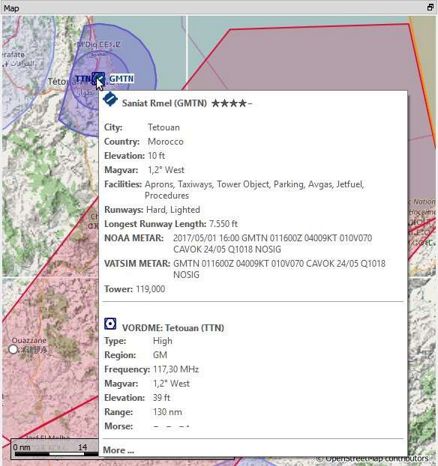 Map
M'Diq
TTN GMTN
Saniat Rmel (GMTN) ★★★★–
City: Tetouan
Country: Morocco
Elevation: 10 ft
Magvar: 1,2° West
Facilities: Aprons, Taxiways, Tower Object, Parking, Avgas, Jetfuel,
Procedures
Runways: Hard, Lighted
Longest Runway Length: 7.550 ft
NOAA METAR: 2017/05/01 16:00 GMTN 011600Z 04009KT 010V070
CAVOK 24/05 Q1018 NOSIG
VATSIM METAR: GMTN 011600Z 04009KT 010V070 CAVOK 24/05 Q1018
NOSIG
Tower: 119,000
VORDME: Tetouan (TTN)
Type: High
Region: GM
Frequency: 117,30 MHz
Magvar: 1,2° West
Elevation: 39 ft
Range: 130 nm
Morse: – – –·
More ...
Ouazzane
0 nm 14
© OpenStreetMap contributors